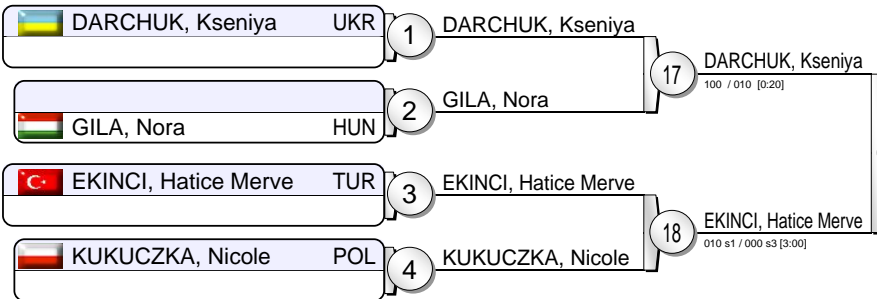 DARCHUK, Kseniya UKR
1
DARCHUK, Kseniya
17
DARCHUK, Kseniya
100 / 010 [0:20]
GILA, Nora HUN
2
GILA, Nora
EKINCI, Hatice Merve TUR
3
EKINCI, Hatice Merve
18
EKINCI, Hatice Merve
010 s1 / 000 s3 [3:00]
KUKUCZKA, Nicole POL
4
KUKUCZKA, Nicole